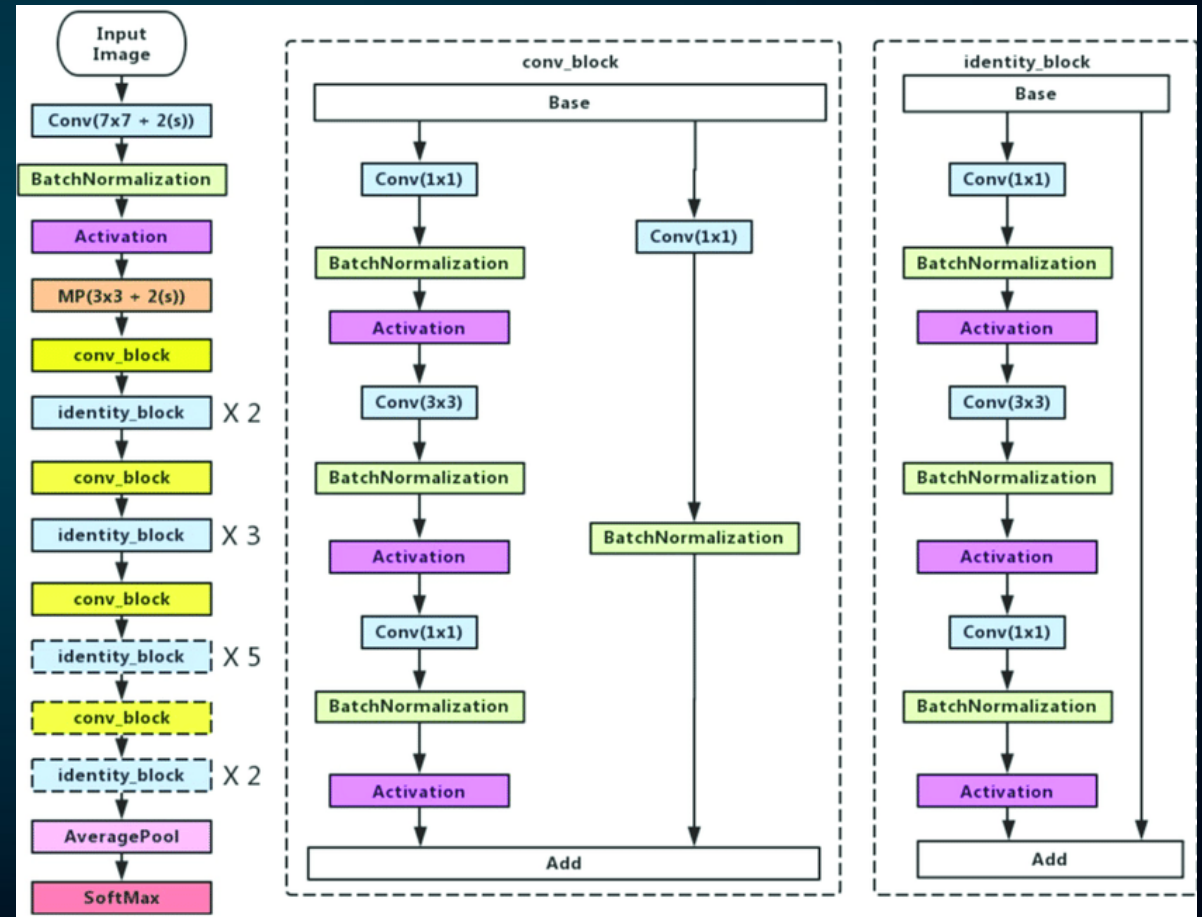 Input
Image
Conv(7x7 + 2(s))
BatchNormalization
Activation
MP(3x3 + 2(s))
conv_block
identity_block X 2
conv_block
identity_block X 3
conv_block
identity_block X 5
conv_block
identity_block X 2
AveragePool
SoftMax
conv_block
Base
Conv(1x1)
BatchNormalization
Activation
Conv(3x3)
BatchNormalization
Activation
Conv(1x1)
BatchNormalization
Activation
Conv(1x1)
BatchNormalization
Add
identity_block
Base
Conv(1x1)
BatchNormalization
Activation
Conv(3x3)
BatchNormalization
Activation
Conv(1x1)
BatchNormalization
Activation
Add